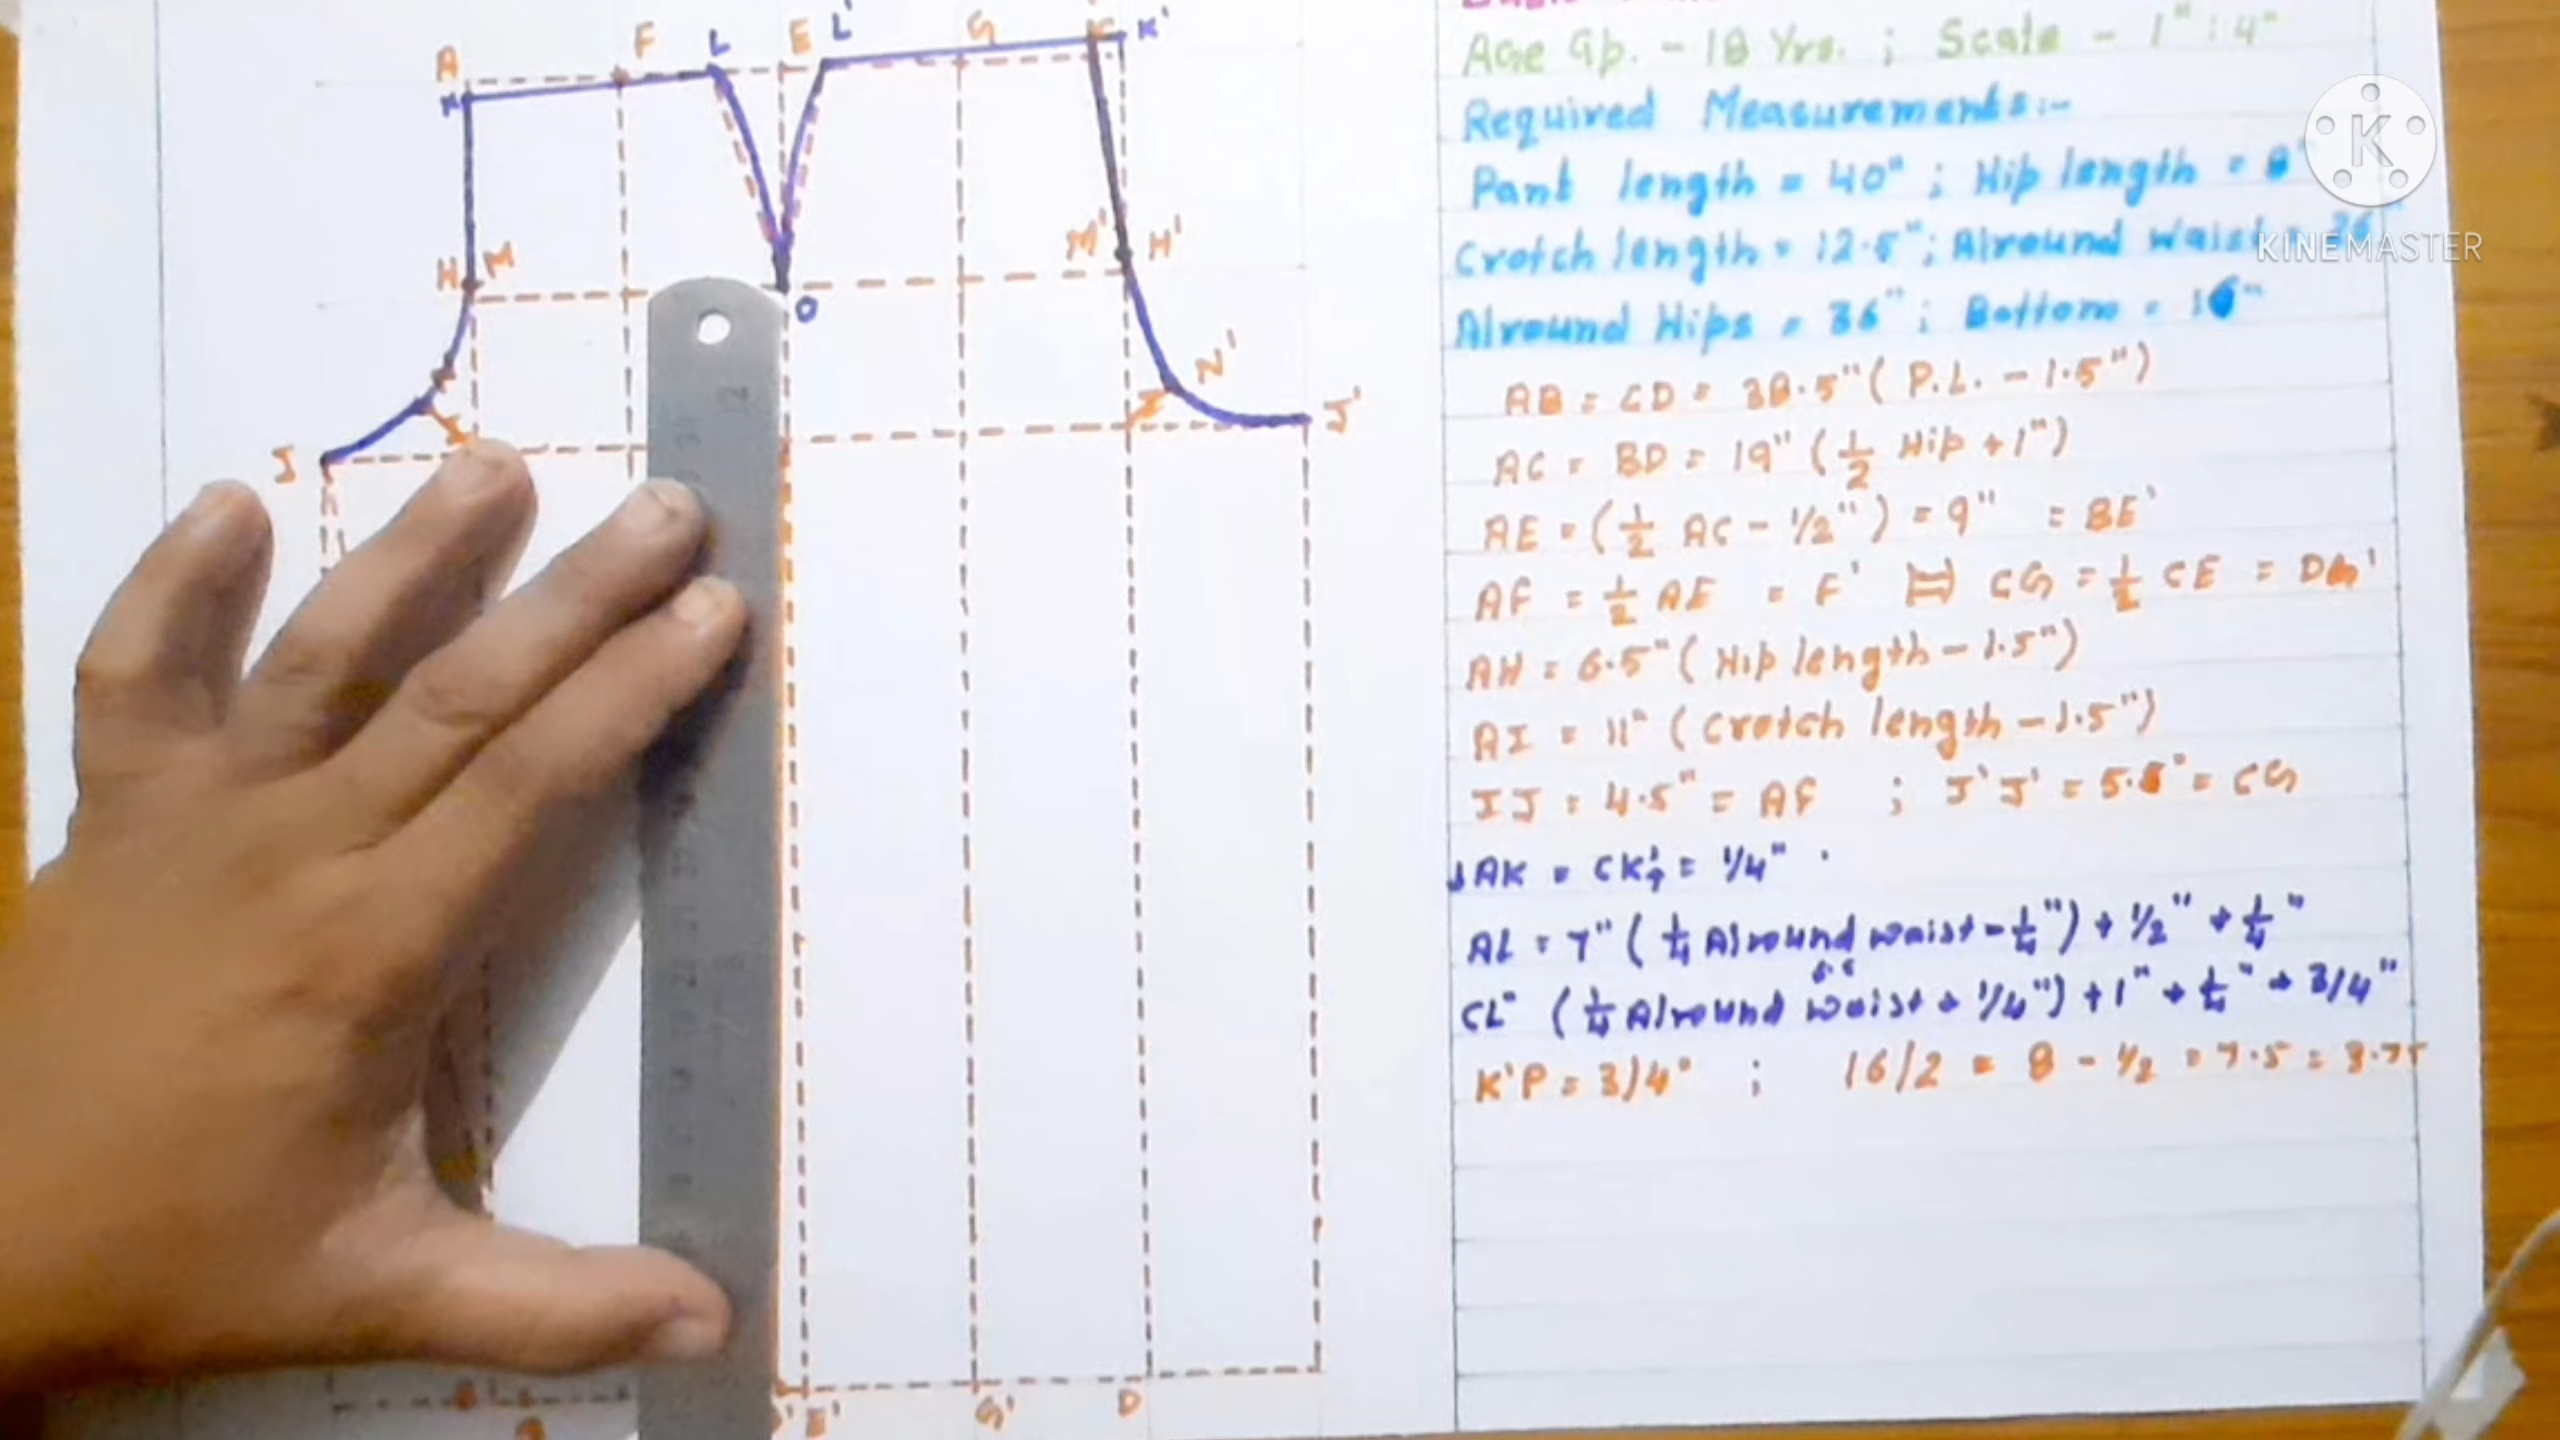 Age Gp. - 18 Yrs. ; Scale - 1" : 4"
Required Measurements:-
Pant length = 40" ; Hip length = 8"
Crotch length = 12.5" ; Alround Waist = 26"
Alround Hips = 36" ; Bottom = 16"
AB = CD = 38.5" ( P.L. - 1.5" )
AC = BD = 19" ( 1/2 Hip + 1" )
AE = ( 1/2 AC - 1/2" ) = 9" = BE'
AF = 1/2 AE = F' CG = 1/2 CE = DG'
AH = 6.5" ( Hip length - 1.5" )
AI = 11" ( Crotch length - 1.5" )
IJ = 4.5" = AF ; I'J' = = CG
↓AK = CK'↑ = 1/4"
AL = 7" ( 1/4 Alround waist - 1/4" ) + 1/2" + 1/4"
CL" ( 1/4 Alround waist + 1/4" ) + 1" + 1/4" + 3/4"
K'P = 3/4" ; 16/2 = 8 - 1/2 = 7.5 = 3.75
K
KINEMASTER
A F L E L' G K'
K
H M M' H'
O
N'
J I J'
E' G' D
12